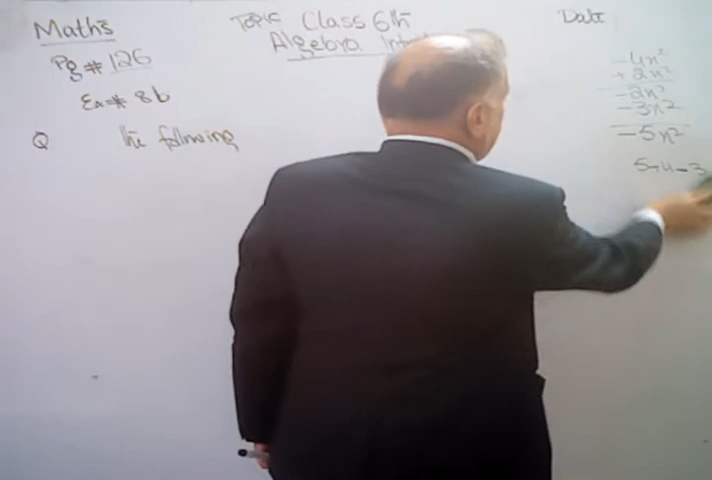 Maths
Topic Class 6th
Date
Algebra
Pg # 126
Ex # 8b
Q the following
-4x²
+2x²
-2x²
-3x²
-5x²
5-4-3